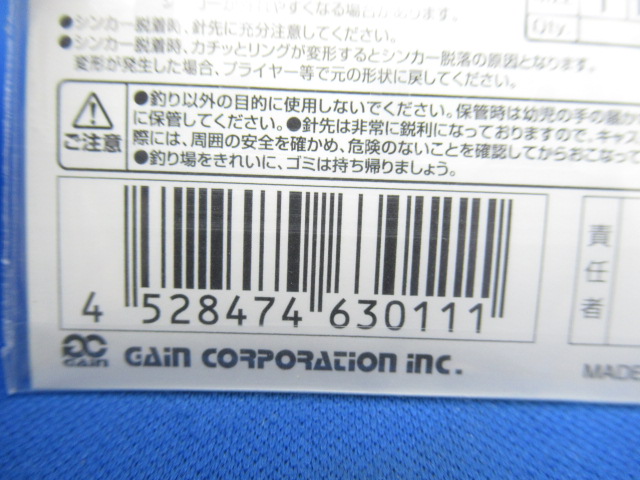 Qty.
●シンカー脱着時、針先に充分注意してください。
●シンカー脱着時、カチッとリングが変形するとシンカー脱落の原因となります。
変形が発生した場合、プライヤー等で元の形状に戻してください。
ご注意
●釣り以外の目的に使用しないでください。保管時は幼児の手の届か
に保管してください。●針先は非常に鋭利になっておりますので、キャス
際には、周囲の安全を確かめ、危険のないことを確認してからおこなっ
●釣り場をきれいに、ゴミは持ち帰りましょう。
4 528474 630111
責任者
GAIN GAIN CORPORATION INC.
MADE